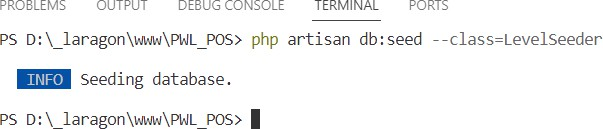 PROBLEMS OUTPUT DEBUG CONSOLE TERMINAL PORTS
PS D:\_laragon\www\PWL_POS> php artisan db:seed --class=LevelSeeder
INFO Seeding database.
PS D:\_laragon\www\PWL_POS>